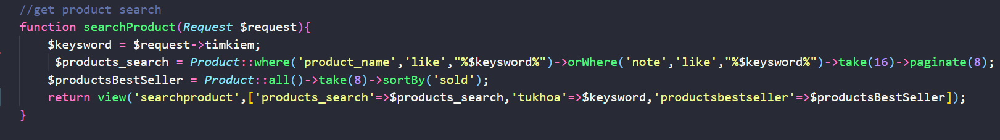 //get product search
function searchProduct(Request $request){
$keysword = $request->timkiem;
$products_search = Product::where('product_name','like',"%$keysword%")->orWhere('note','like',"%$keysword%")->take(16)->paginate(8);
$productsBestSeller = Product::all()->take(8)->sortBy('sold');
return view('searchproduct',['products_search'=>$products_search,'tukhoa'=>$keysword,'productsbestseller'=>$productsBestSeller]);
}